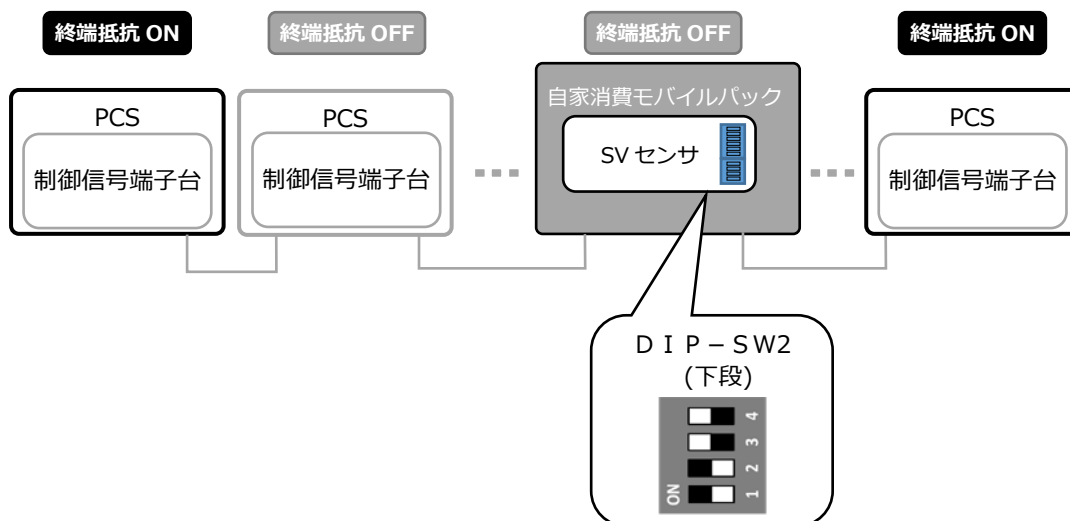 終端抵抗 ON
終端抵抗 OFF
終端抵抗 OFF
終端抵抗 ON
PCS
制御信号端子台
PCS
制御信号端子台
自家消費モバイルパック
SV センサ
PCS
制御信号端子台
ＤＩＰ－ＳＷ2
(下段)
4
3
2
1
ON